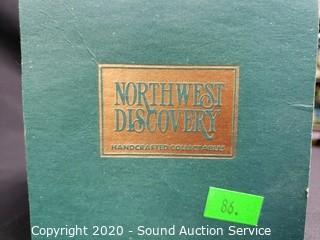 NORTHWEST
DISCOVERY
HANDCRAFTED COLLECTABLES
86.
Copyright 2020 - Sound Auction Service